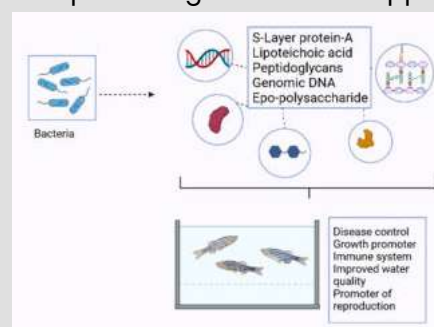 S-Layer protein-A
Lipoteichoic acid
Peptidoglycans
Genomic DNA
Epo-polysaccharide
Bacteria
Disease control
Growth promoter
Immune system
Improved water
quality
Promoter of
reproduction